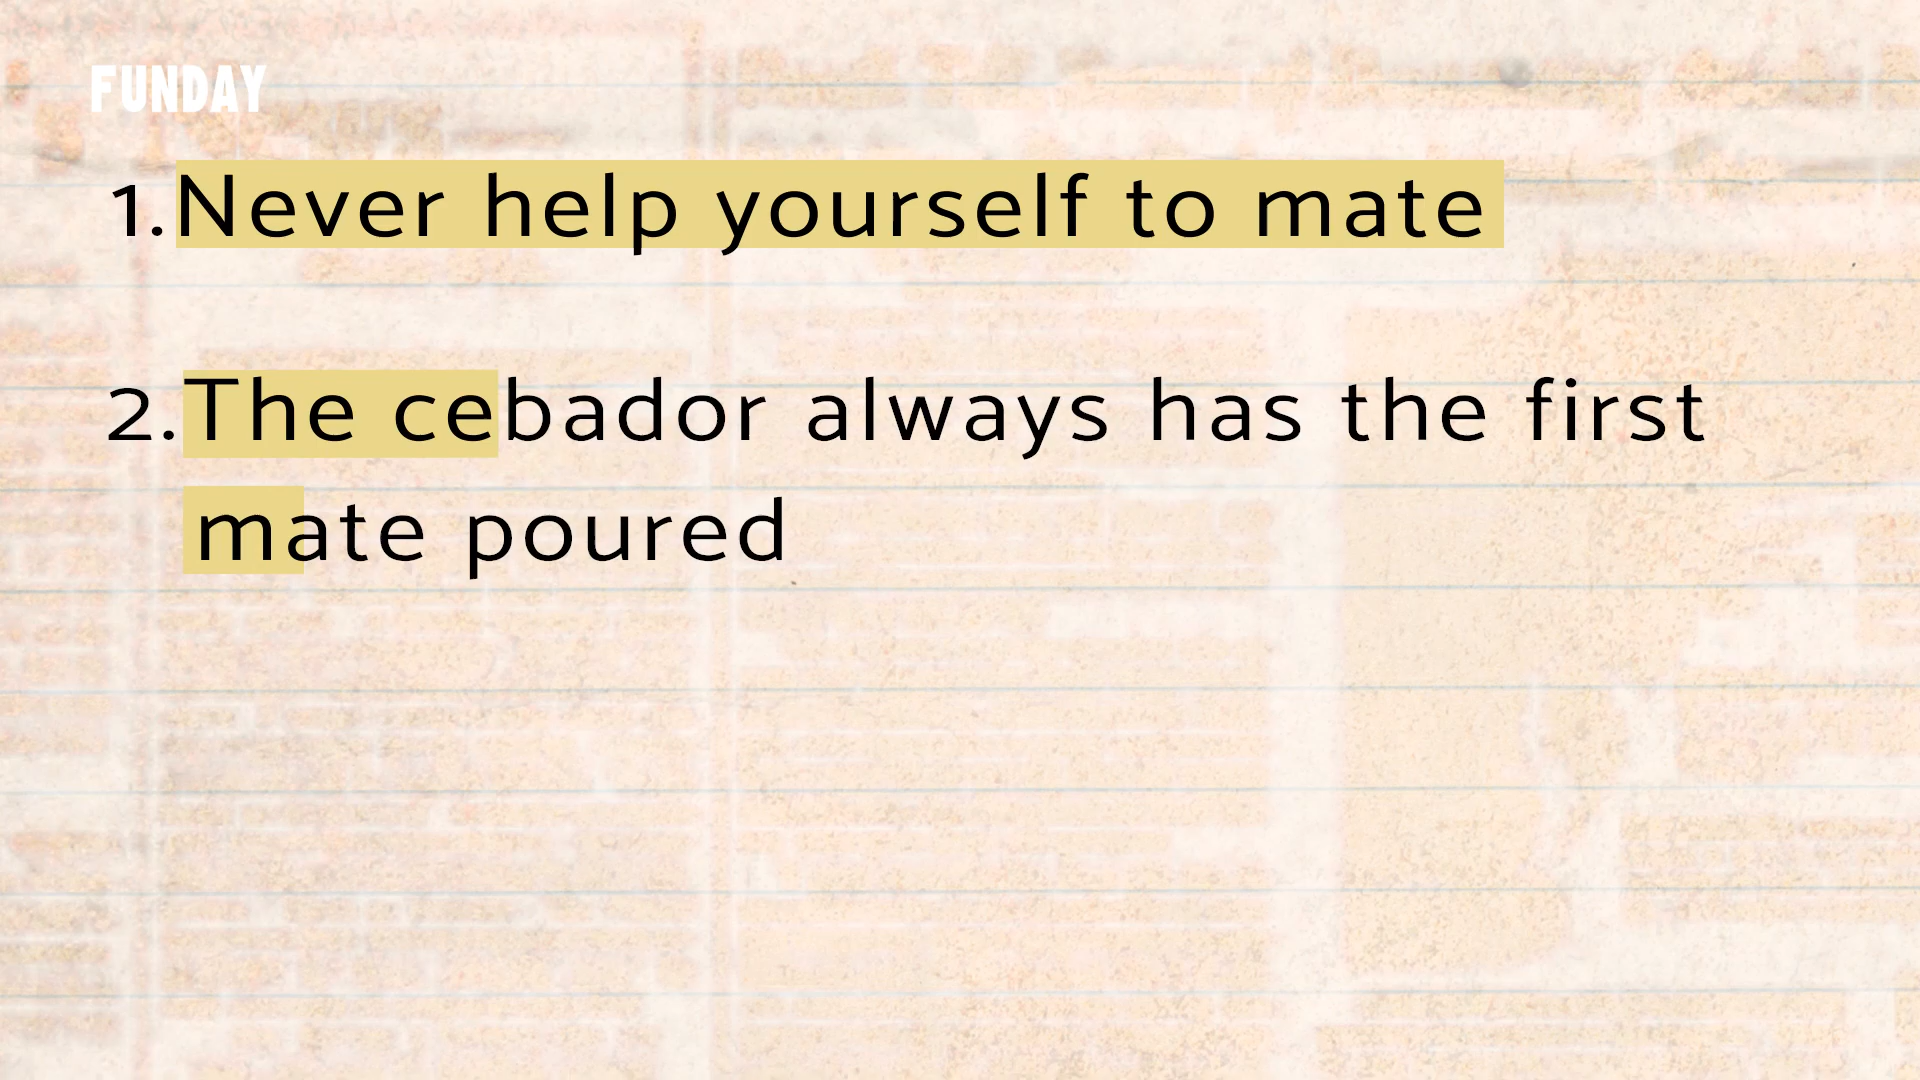 FUNDAY
1. Never help yourself to mate
2. The cebador always has the first
mate poured